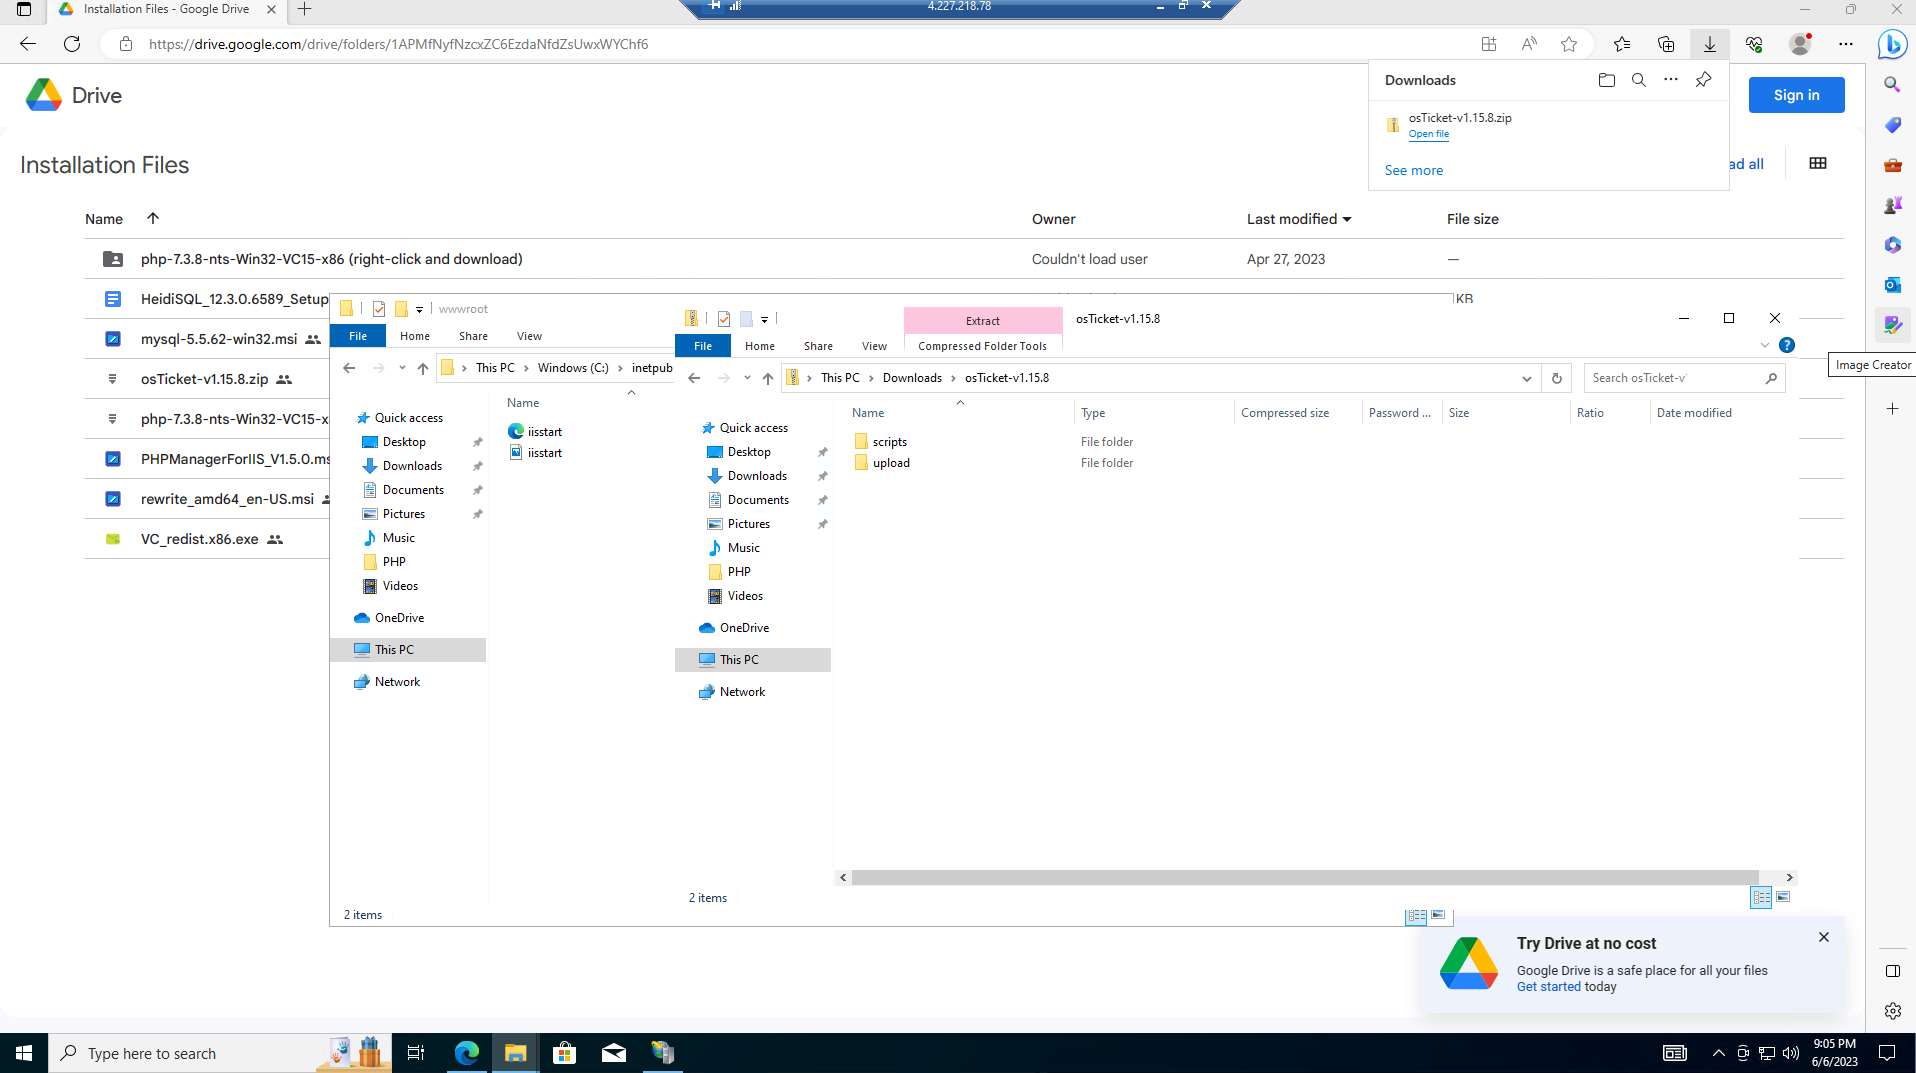 Installation Files - Google Drive
4.227.218.78
https://drive.google.com/drive/folders/1APMfNyfNzcxZC6EzdaNfdZsUwxWYChf6
Drive
Downloads
Sign in
osTicket-v1.15.8.zip
Open file
See more
Installation Files
ad all
Name
Owner
Last modified
File size
php-7.3.8-nts-Win32-VC15-x86 (right-click and download)
Couldn't load user
Apr 27, 2023
—
HeidiSQL_12.3.0.6589_Setup
KB
mysql-5.5.62-win32.msi
osTicket-v1.15.8.zip
php-7.3.8-nts-Win32-VC15-x
PHPManagerForIIS_V1.5.0.ms
rewrite_amd64_en-US.msi
VC_redist.x86.exe
Image Creator
wwwroot
File
Home
Share
View
This PC
Windows (C:)
inetpub
Name
Quick access
Desktop
Downloads
Documents
Pictures
Music
PHP
Videos
OneDrive
This PC
Network
iisstart
iisstart
2 items
Extract
osTicket-v1.15.8
File
Home
Share
View
Compressed Folder Tools
This PC
Downloads
osTicket-v1.15.8
Search osTicket-v
Name
Type
Compressed size
Password ...
Size
Ratio
Date modified
Quick access
Desktop
Downloads
Documents
Pictures
Music
PHP
Videos
OneDrive
This PC
Network
scripts
File folder
upload
File folder
2 items
Try Drive at no cost
Google Drive is a safe place for all your files
Get started today
Type here to search
9:05 PM
6/6/2023